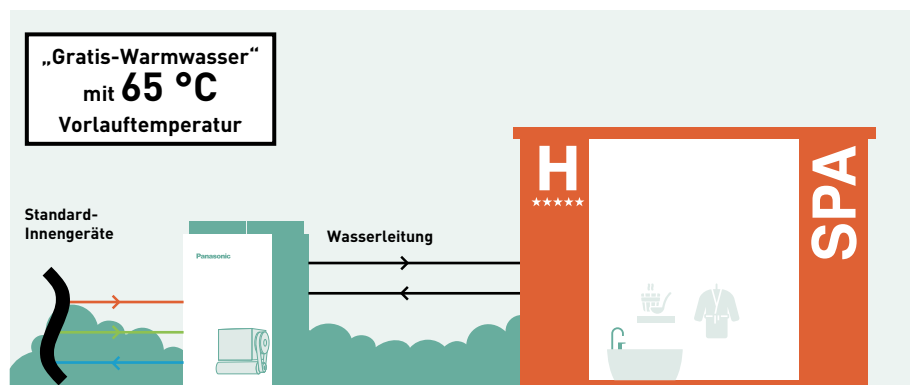 „Gratis-Warmwasser“
mit 65 °C
Vorlauftemperatur
Standard-
Innengeräte
Panasonic
Wasserleitung
H
SPA